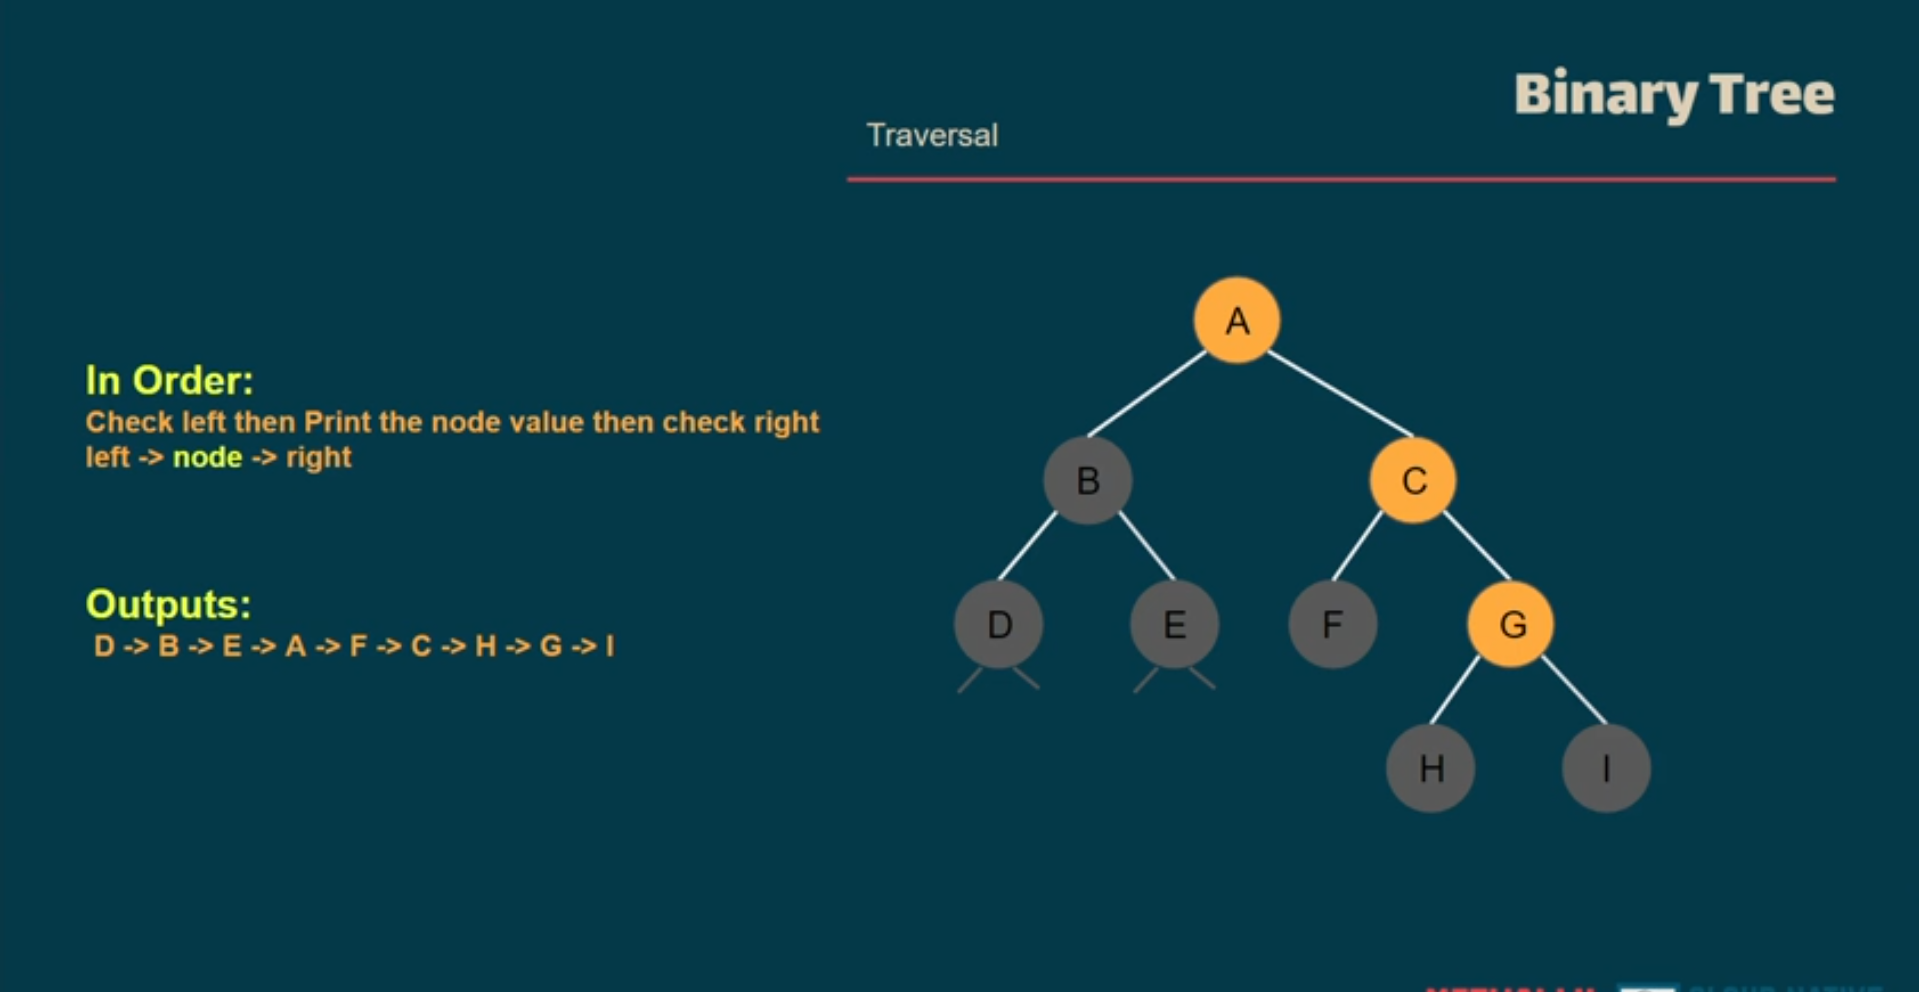 Binary Tree
Traversal
In Order:
Check left then Print the node value then check right
left -> node -> right
Outputs:
D -> B -> E -> A -> F -> C -> H -> G -> I
A
B
C
D
E
F
G
H
I